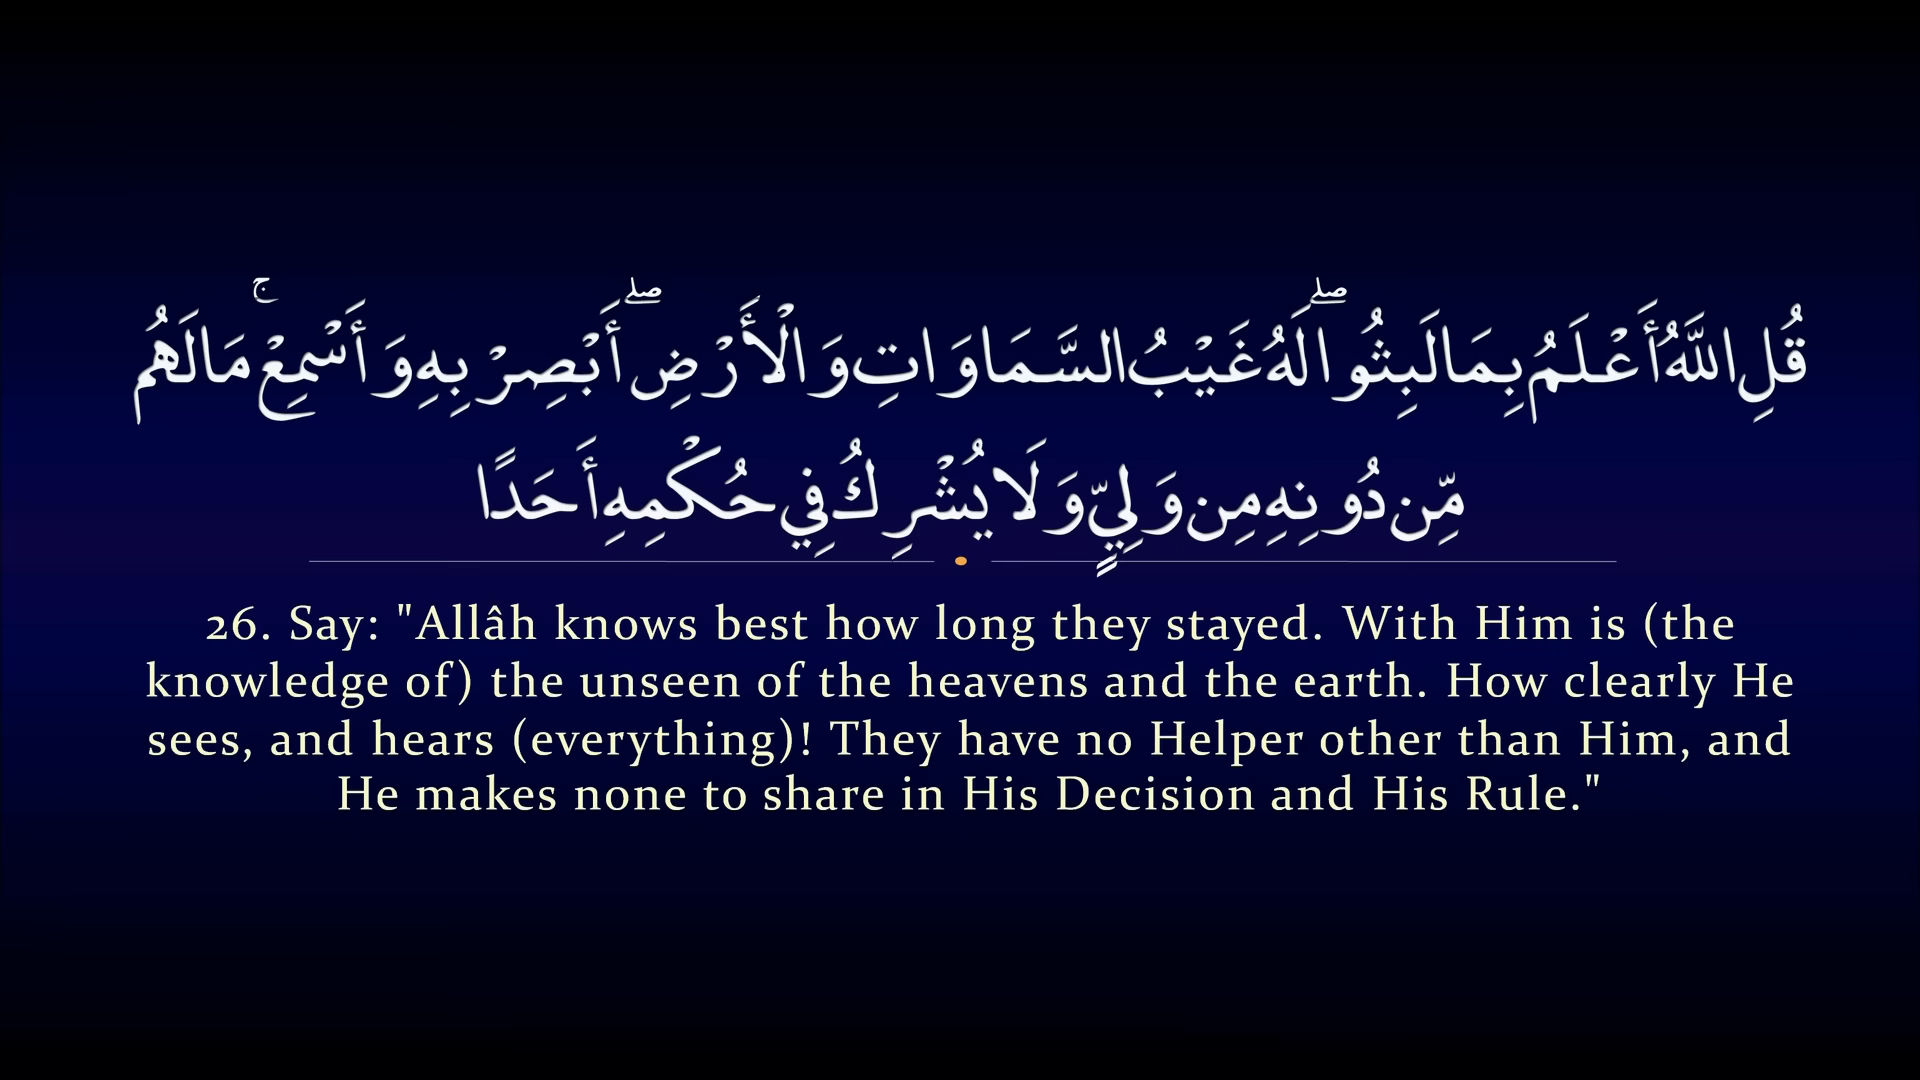 قُلِ اللَّهُ أَعْلَمُ بِمَا لَبِثُوا ۖ لَهُ غَيْبُ السَّمَاوَاتِ وَالْأَرْضِ ۖ أَبْصِرْ بِهِ وَأَسْمِعْ ۚ مَا لَهُم
مِّن دُونِهِ مِن وَلِيٍّ وَلَا يُشْرِكُ فِي حُكْمِهِ أَحَدًا
26. Say: "Allâh knows best how long they stayed. With Him is (the
knowledge of) the unseen of the heavens and the earth. How clearly He
sees, and hears (everything)! They have no Helper other than Him, and
He makes none to share in His Decision and His Rule."